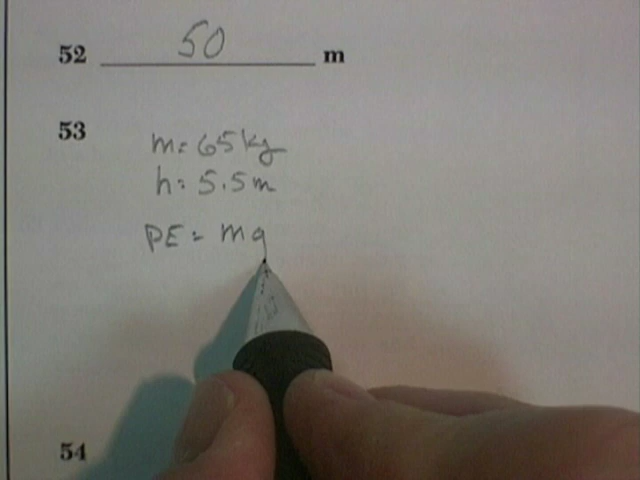 52 50 m
53
m = 65 kg
h = 5.5 m
PE = mg
54